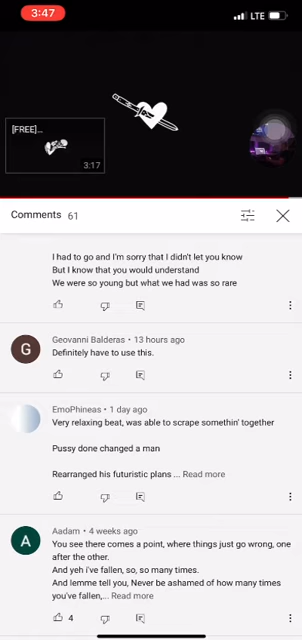 3:47
LTE
[FREE]...
3:17
Comments 61
I had to go and I'm sorry that I didn't let you know
But I know that you would understand
We were so young but what we had was so rare
G
Geovanni Balderas • 13 hours ago
Definitely have to use this.
EmoPhineas • 1 day ago
Very relaxing beat, was able to scrape somethin' together
Pussy done changed a man
Rearranged his futuristic plans ... Read more
A
Aadam • 4 weeks ago
You see there comes a point, where things just go wrong, one
after the other.
And yeh i've fallen, so, so many times.
And lemme tell you, Never be ashamed of how many times
you've fallen,... Read more
4